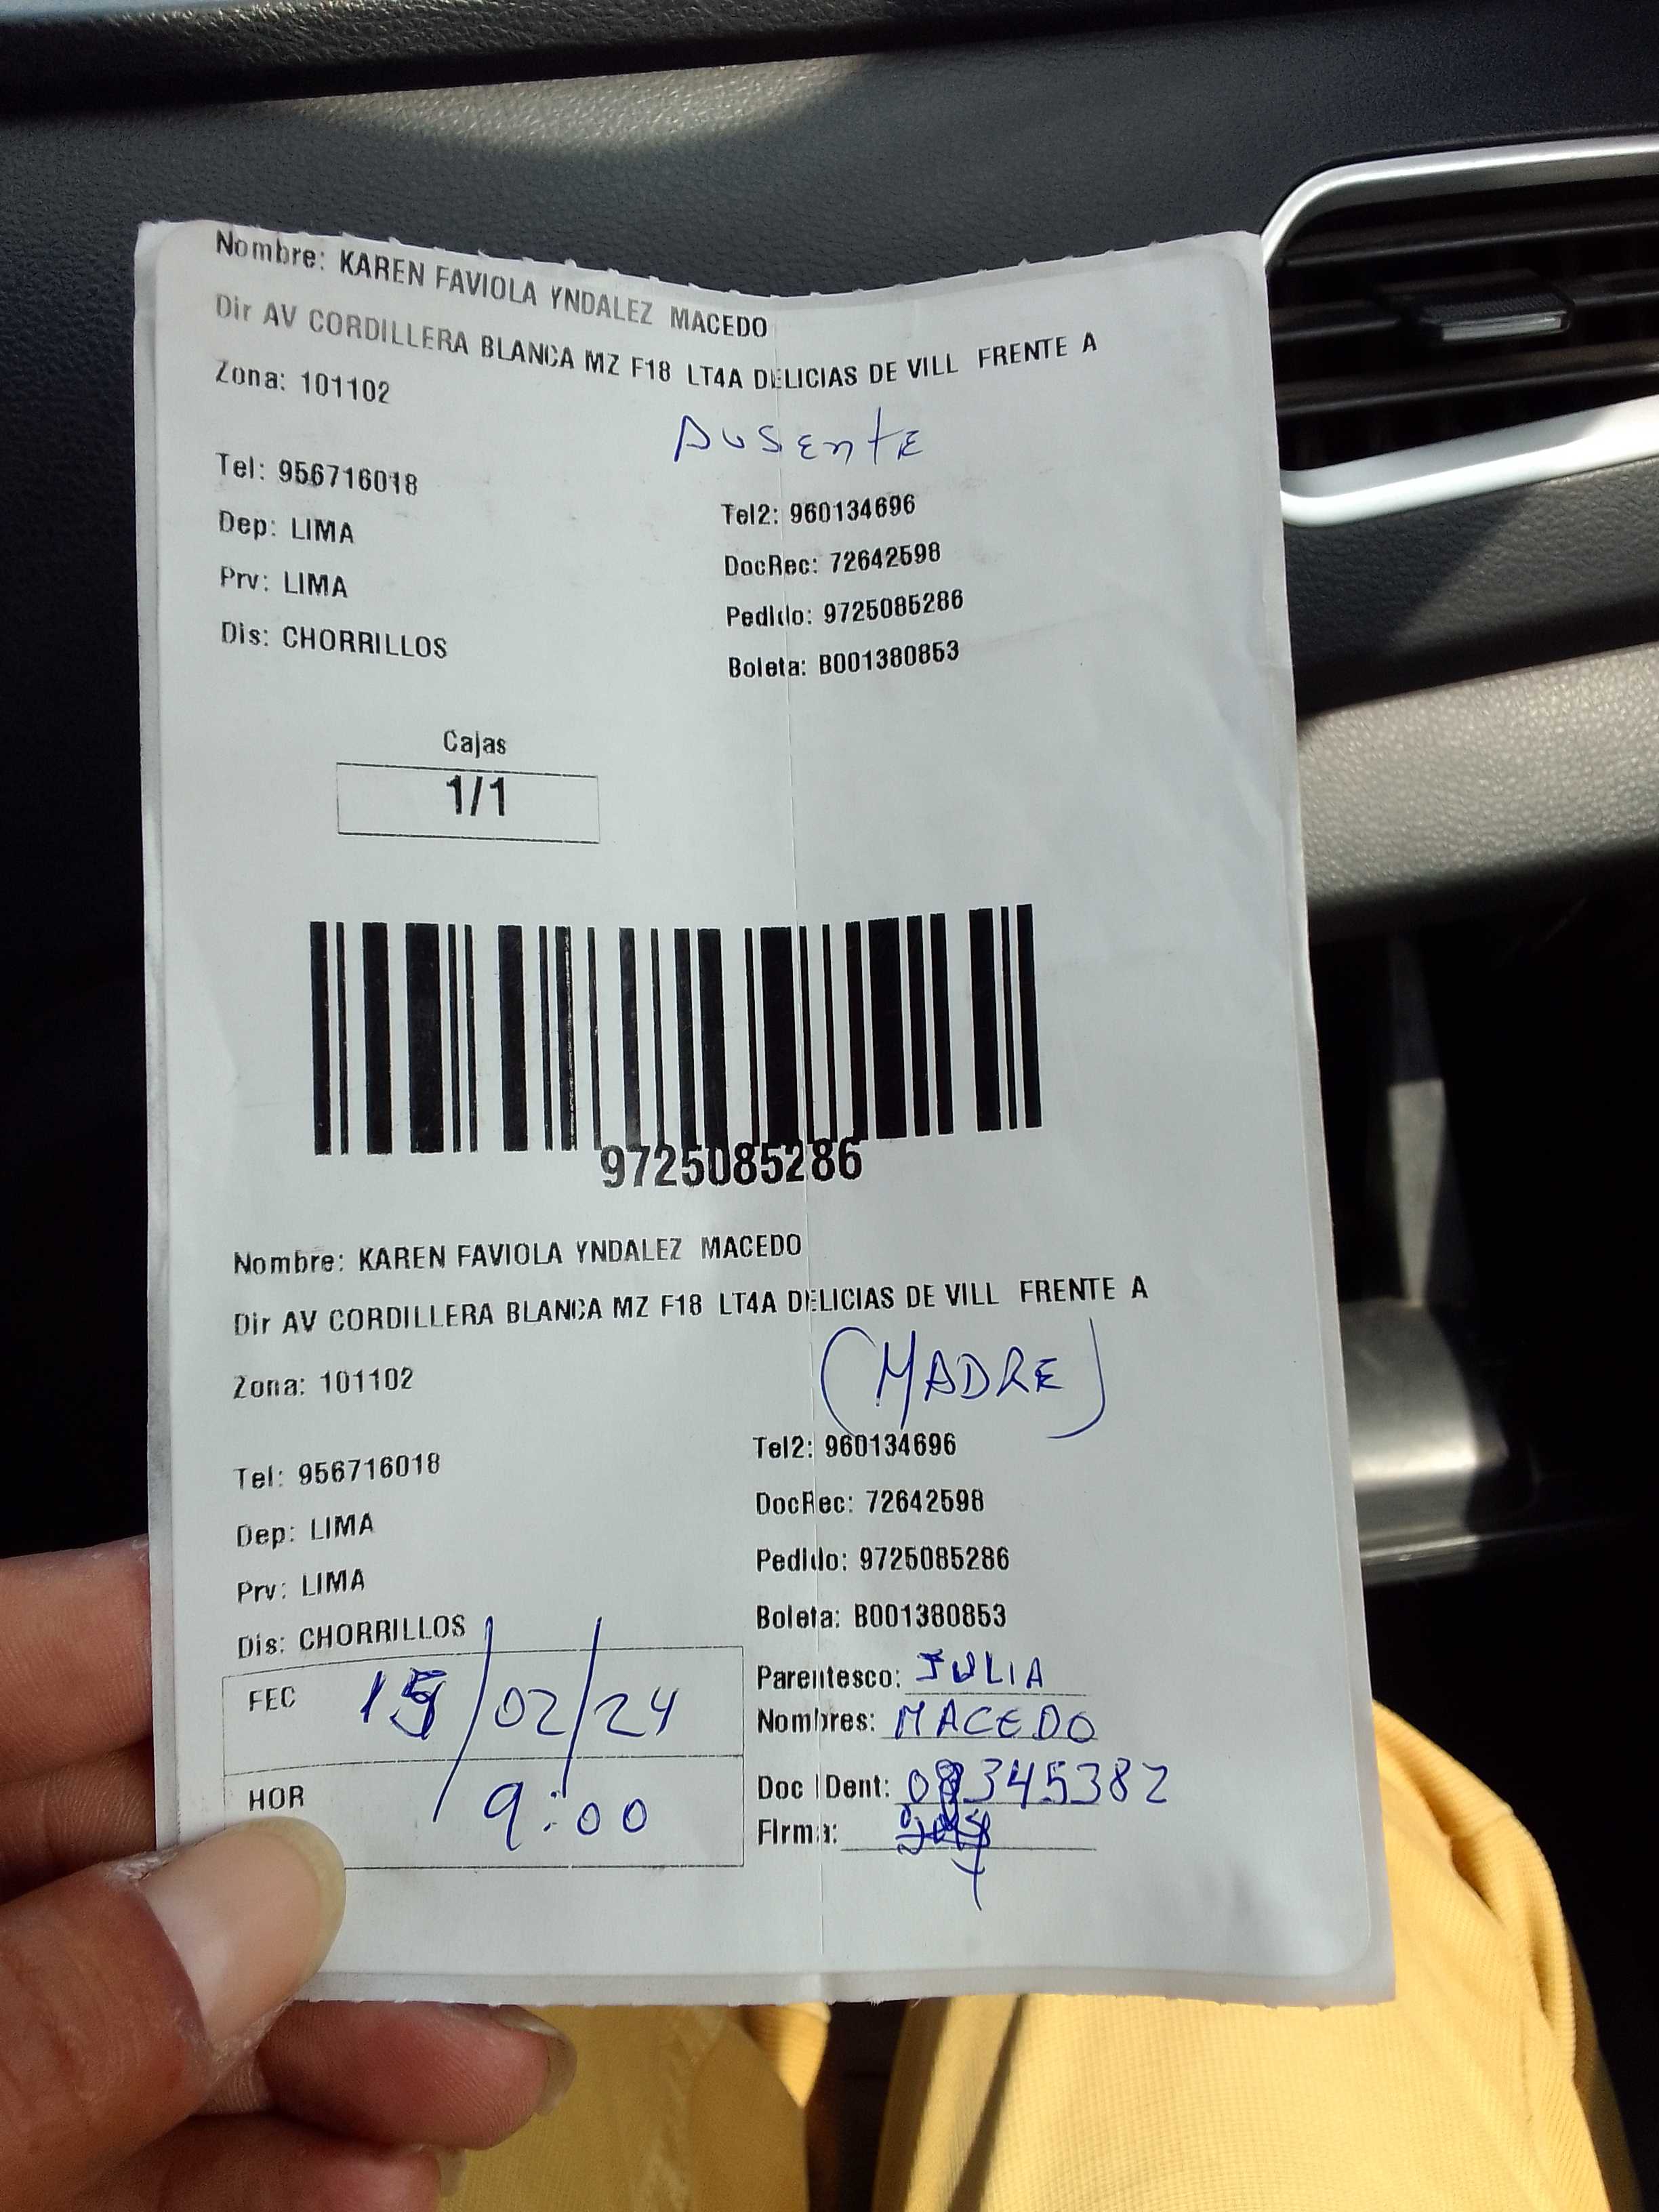 Nombre: KAREN FAVIOLA YNDALEZ MACEDO
Dir AV CORDILLERA BLANCA MZ F18 LT4A DELICIAS DE VILL FRENTE A
Zona: 101102
Ausente
Tel: 956716018
Tel2: 960134696
Dep: LIMA
DocRec: 72642598
Prv: LIMA
Pedido: 9725085286
Dis: CHORRILLOS
Boleta: B001380853
Cajas
1/1
9725085286
Nombre: KAREN FAVIOLA YNDALEZ MACEDO
Dir AV CORDILLERA BLANCA MZ F18 LT4A DELICIAS DE VILL FRENTE A
(MADRE)
Zona: 101102
Tel: 956716018
Tel2: 960134696
Dep: LIMA
DocRec: 72642598
Prv: LIMA
Pedido: 9725085286
Dis: CHORRILLOS
Boleta: B001380853
FEC 15/02/24
Parentesco: JULIA
Nombres: MACEDO
HOR 9:00
Doc IDent:
Firma: